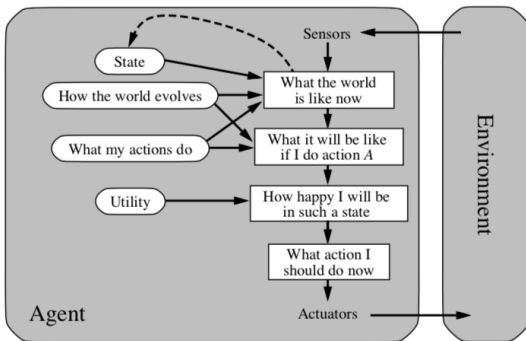 Sensors
State
What the world
is like now
How the world evolves
What it will be like
if I do action A
What my actions do
How happy I will be
in such a state
Utility
What action I
should do now
Agent
Actuators
Environment